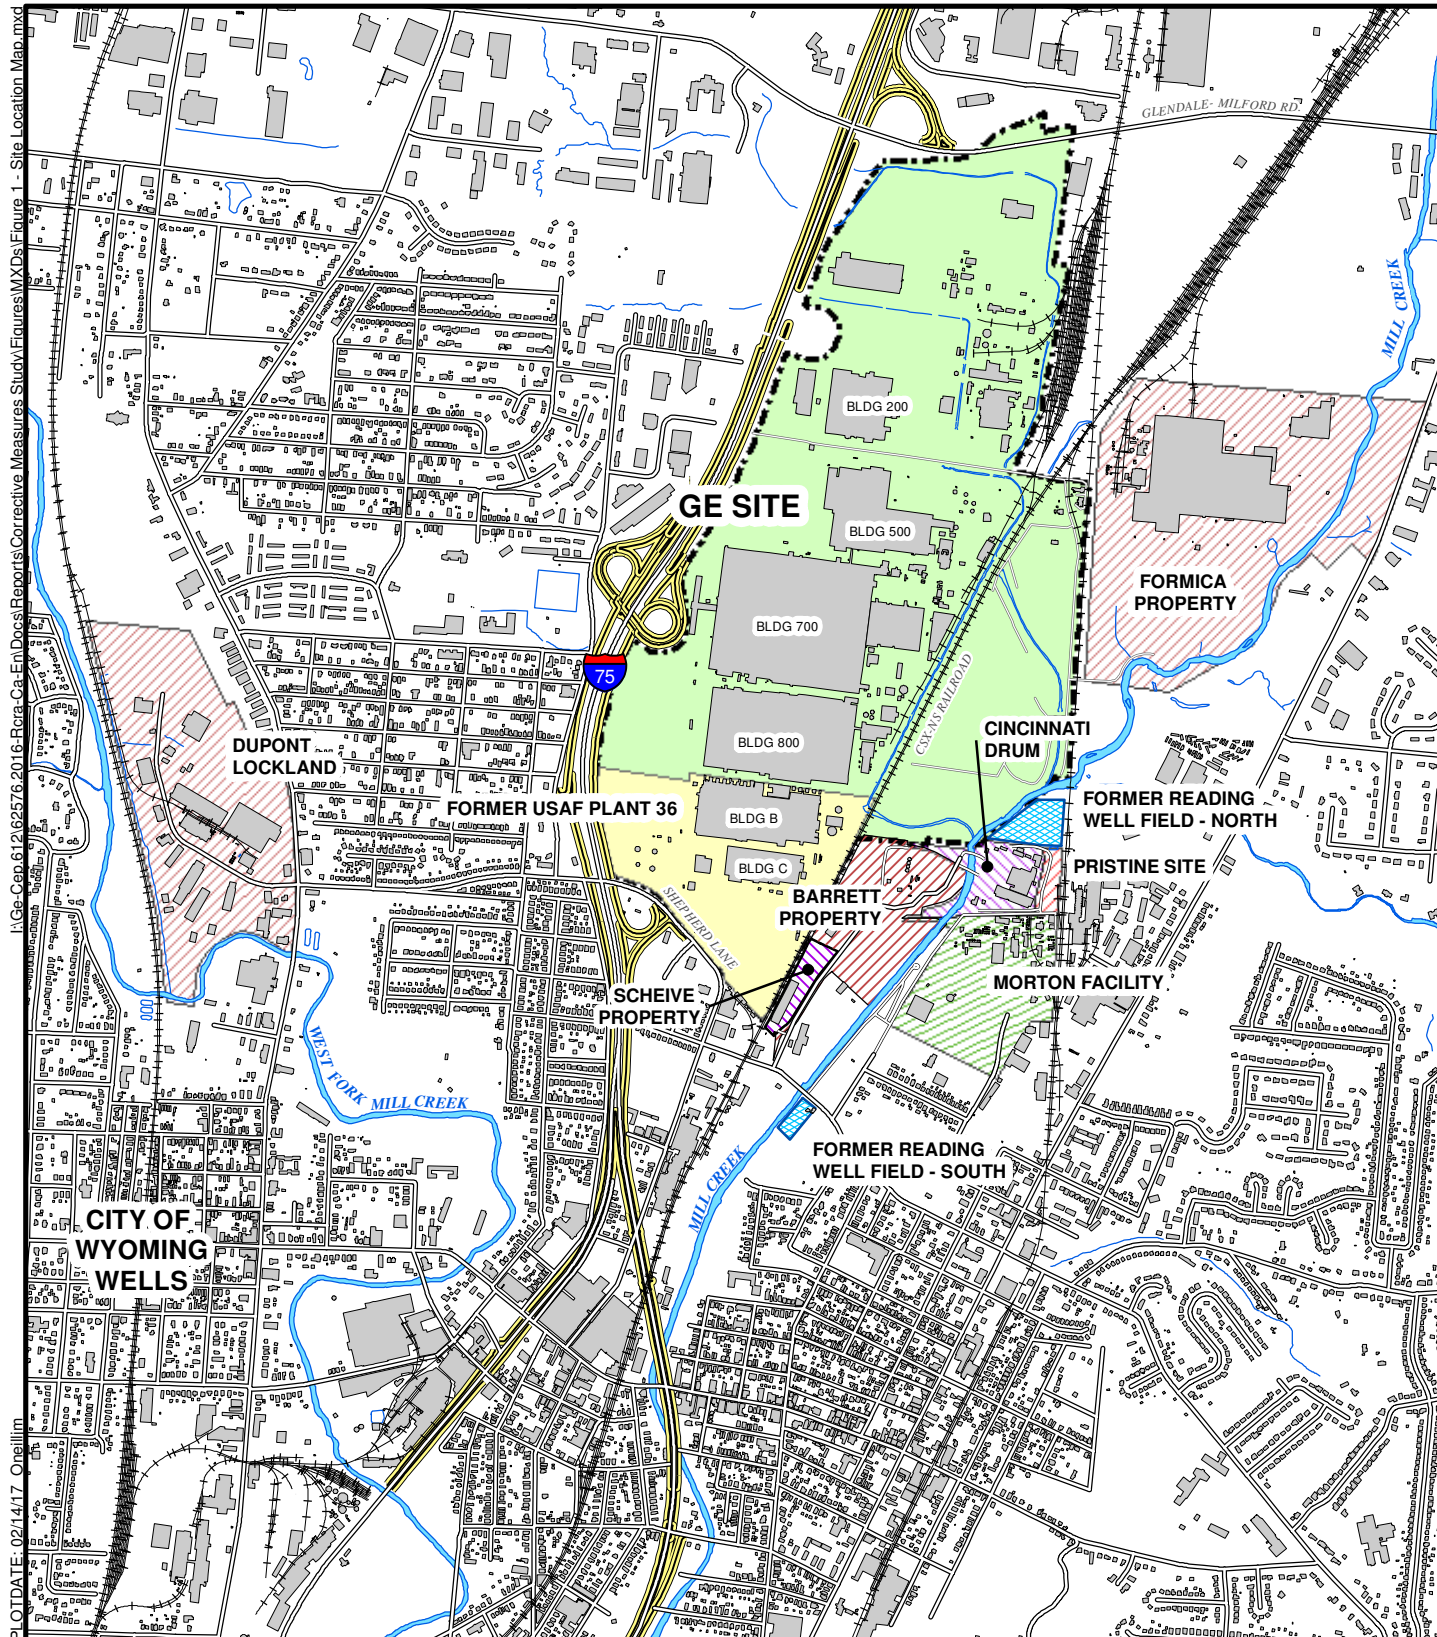 I:\Ge-Cep.612\62576.2016-Rcra-Ca-En\Docs\Reports\Corrective Measures Study\Figures\MXDs\Figure 1 - Site Location Map.mxd
PLOTDATE: 02/14/17 Oneillm
GLENDALE- MILFORD RD.
MILL CREEK
BLDG 200
GE SITE
BLDG 500
FORMICA
PROPERTY
BLDG 700
75
CSX-NS RAILROAD
DUPONT
LOCKLAND
BLDG 800
CINCINNATI
DRUM
FORMER USAF PLANT 36
BLDG B
FORMER READING
WELL FIELD - NORTH
BLDG C
PRISTINE SITE
SHEPHERD LANE
BARRETT
PROPERTY
MORTON FACILITY
SCHEIVE
PROPERTY
WEST FORK MILL CREEK
FORMER READING
WELL FIELD - SOUTH
MILL CREEK
CITY OF
WYOMING
WELLS